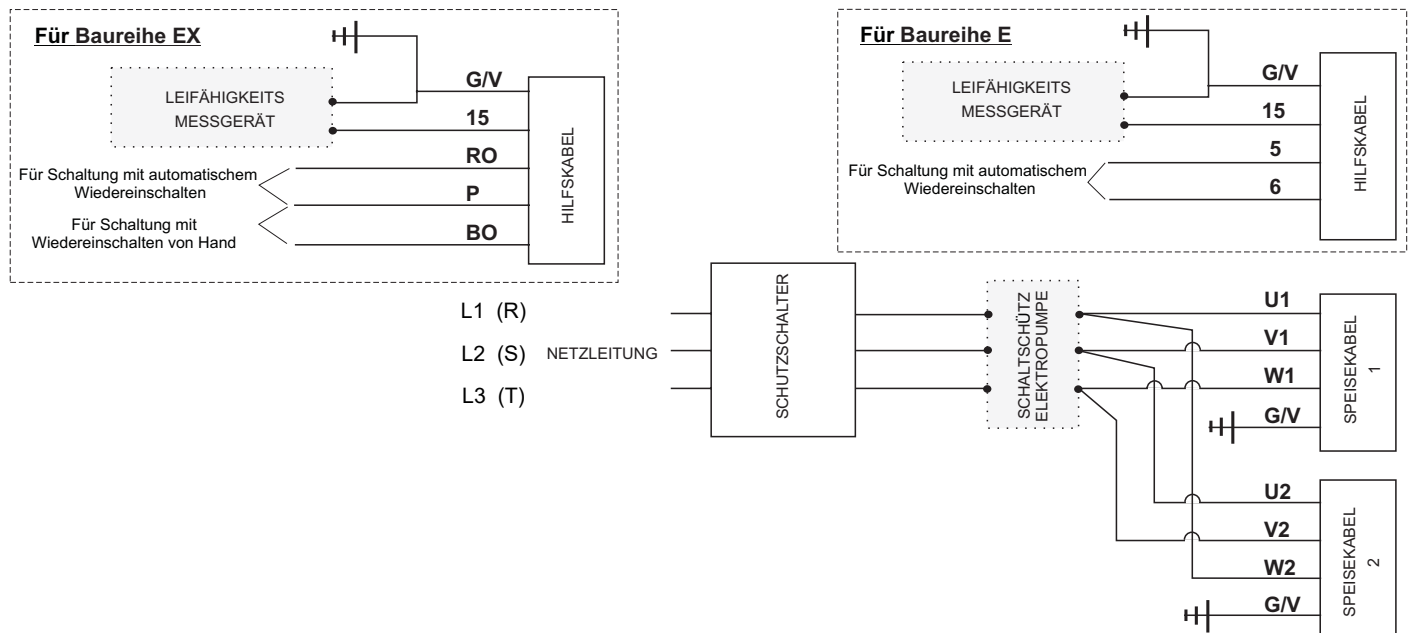 Für Baureihe EX
LEIFÄHIGKEITS
MESSGERÄT
G/V
15
RO
P
BO
HILFSKABEL
Für Schaltung mit automatischem
Wiedereinschalten
Für Schaltung mit
Wiedereinschalten von Hand
Für Baureihe E
LEIFÄHIGKEITS
MESSGERÄT
G/V
15
5
6
HILFSKABEL
Für Schaltung mit automatischem
Wiedereinschalten
L1 (R)
L2 (S)
L3 (T)
NETZLEITUNG
SCHUTZSCHALTER
SCHALTSCHÜTZ
ELEKTROPUMPE
U1
V1
W1
G/V
SPEISEKABEL
1
U2
V2
W2
G/V
SPEISEKABEL
2